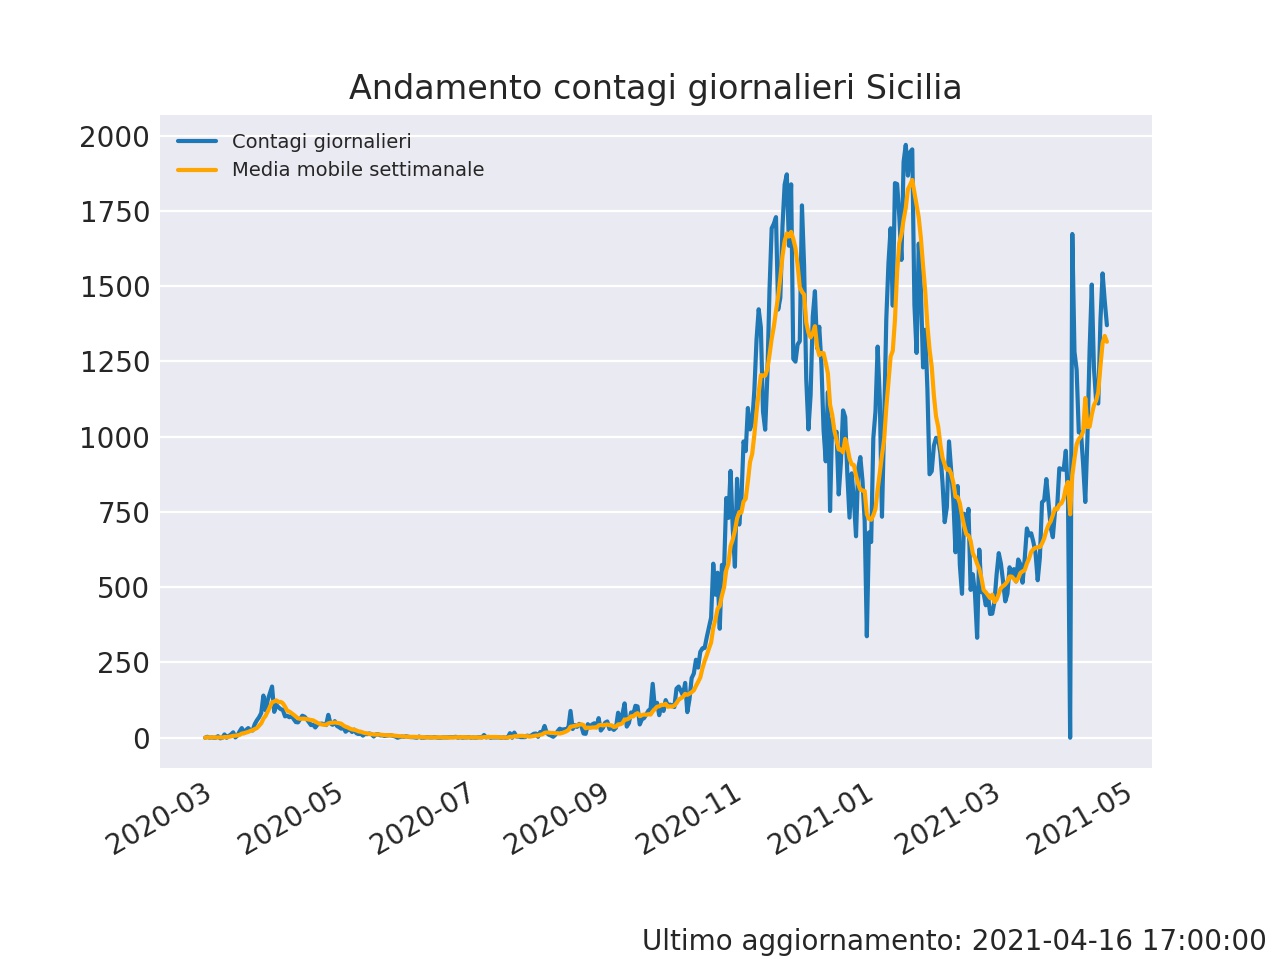 Andamento contagi giornalieri Sicilia
Contagi giornalieri
Media mobile settimanale
2000
1750
1500
1250
1000
750
500
250
0
2020-03 2020-05 2020-07 2020-09 2020-11 2021-01 2021-03 2021-05
Ultimo aggiornamento: 2021-04-16 17:00:00